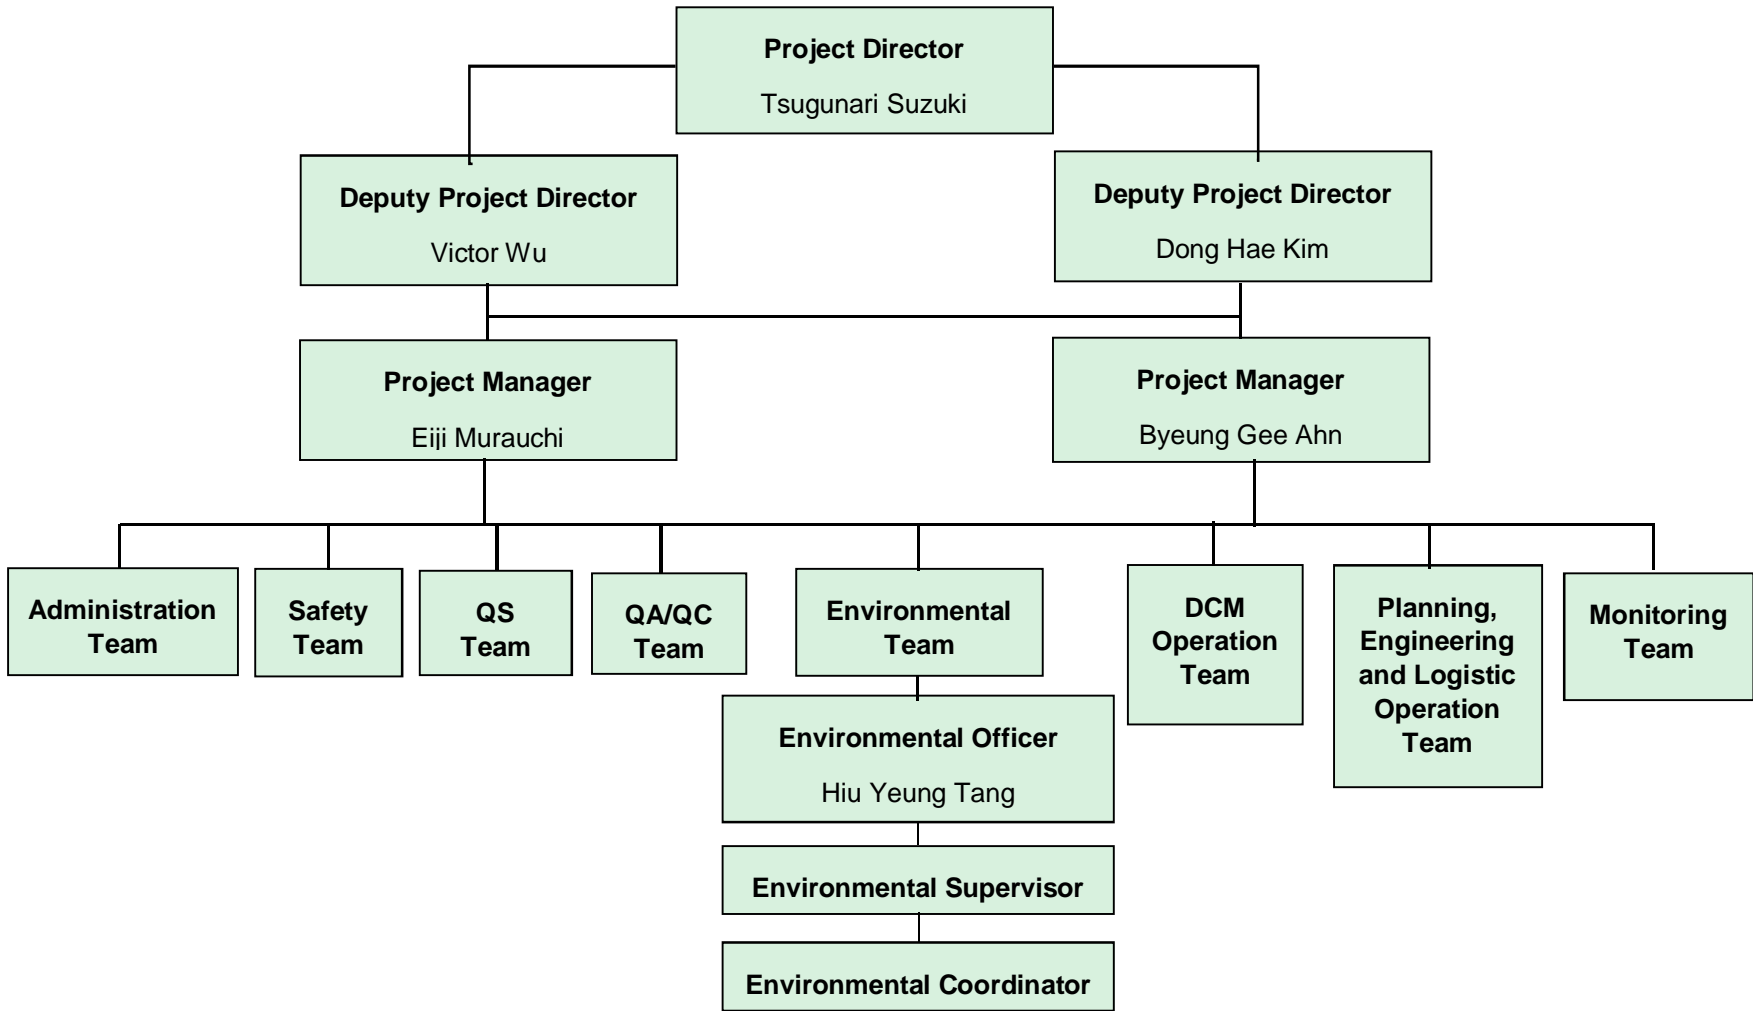 Project Director
Tsugunari Suzuki
Deputy Project Director
Victor Wu
Deputy Project Director
Dong Hae Kim
Project Manager
Eiji Murauchi
Project Manager
Byeung Gee Ahn
Administration
Team
Safety
Team
QS
Team
QA/QC
Team
Environmental
Team
DCM
Operation
Team
Planning,
Engineering
and Logistic
Operation
Team
Monitoring
Team
Environmental Officer
Hiu Yeung Tang
Environmental Supervisor
Environmental Coordinator